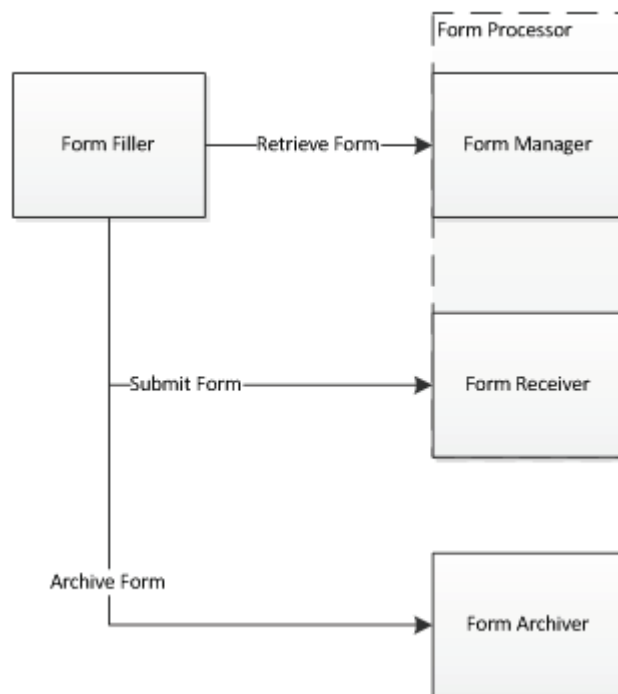 Form Processor
Form Filler
Retrieve Form
Form Manager
Submit Form
Form Receiver
Archive Form
Form Archiver